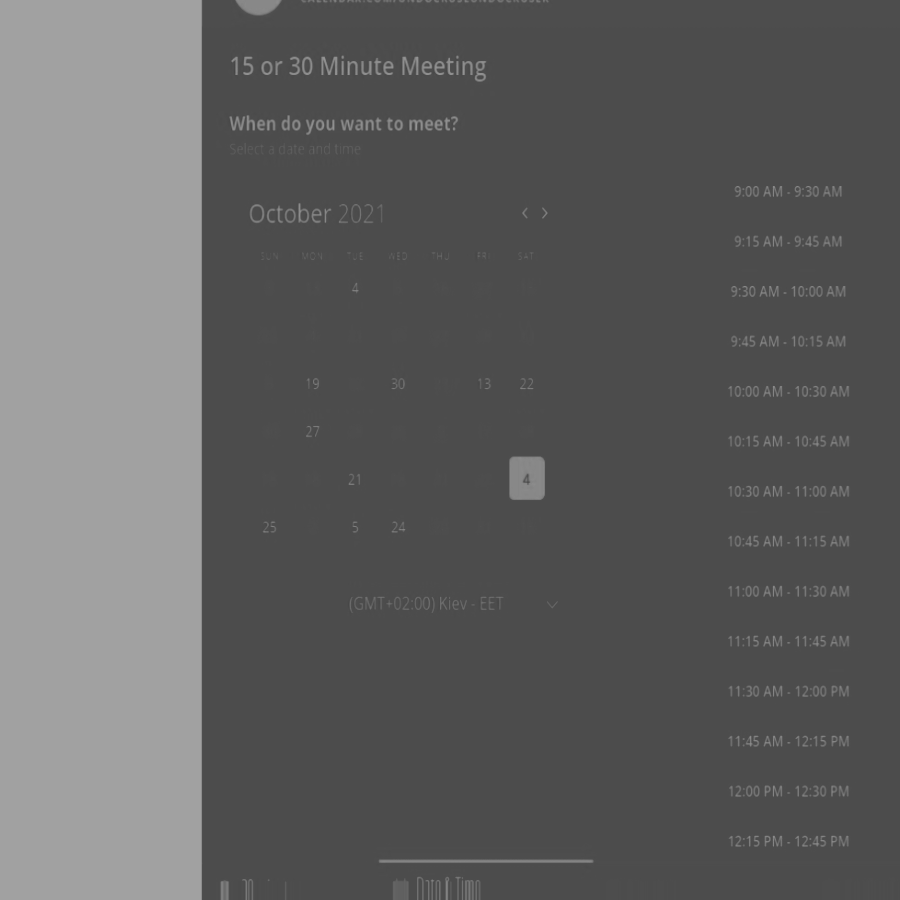 15 or 30 Minute Meeting
When do you want to meet?
Select a date and time
October 2021
SUN MON TUE WED THU FRI SAT
4
19 30 13 22
27
21 4
25 5 24
(GMT+02:00) Kiev - EET
9:00 AM - 9:30 AM
9:15 AM - 9:45 AM
9:30 AM - 10:00 AM
9:45 AM - 10:15 AM
10:00 AM - 10:30 AM
10:15 AM - 10:45 AM
10:30 AM - 11:00 AM
10:45 AM - 11:15 AM
11:00 AM - 11:30 AM
11:15 AM - 11:45 AM
11:30 AM - 12:00 PM
11:45 AM - 12:15 PM
12:00 PM - 12:30 PM
12:15 PM - 12:45 PM
Date & Time